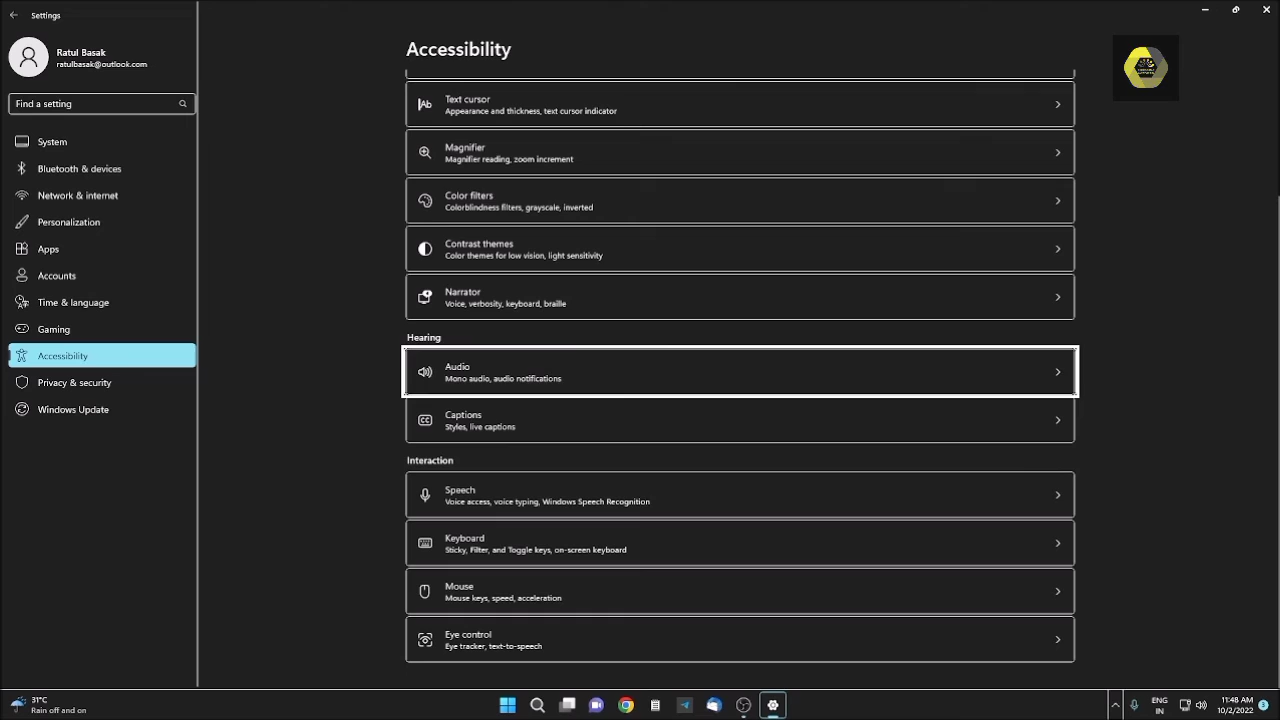 Settings
Ratul Basak
ratulbasak@outlook.com
Find a setting
System
Bluetooth & devices
Network & internet
Personalization
Apps
Accounts
Time & language
Gaming
Accessibility
Privacy & security
Windows Update
Accessibility
Text cursor
Appearance and thickness, text cursor indicator
Magnifier
Magnifier reading, zoom increment
Color filters
Colorblindness filters, grayscale, inverted
Contrast themes
Color themes for low vision, light sensitivity
Narrator
Voice, verbosity, keyboard, braille
Hearing
Audio
Mono audio, audio notifications
Captions
Styles, live captions
Interaction
Speech
Voice access, voice typing, Windows Speech Recognition
Keyboard
Sticky, Filter, and Toggle keys, on-screen keyboard
Mouse
Mouse keys, speed, acceleration
Eye control
Eye tracker, text-to-speech
31°C
Rain off and on
ENG
IN
11:48 AM
10/2/2022